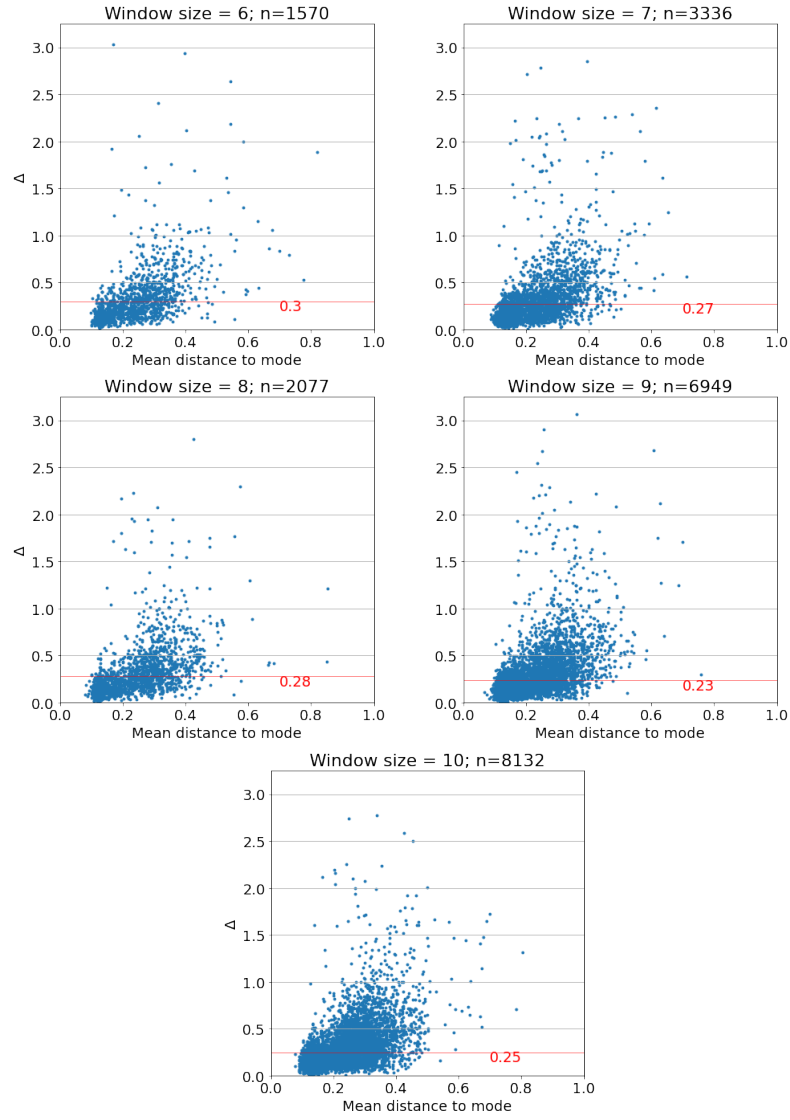 Window size = 6; n=1570
3.0
2.5
2.0
1.5
1.0
0.5
0.0
Δ
0.3
0.0 0.2 0.4 0.6 0.8 1.0
Mean distance to mode
Window size = 7; n=3336
3.0
2.5
2.0
1.5
1.0
0.5
0.0
0.27
0.0 0.2 0.4 0.6 0.8 1.0
Mean distance to mode
Window size = 8; n=2077
3.0
2.5
2.0
1.5
1.0
0.5
0.0
Δ
0.28
0.0 0.2 0.4 0.6 0.8 1.0
Mean distance to mode
Window size = 9; n=6949
3.0
2.5
2.0
1.5
1.0
0.5
0.0
0.23
0.0 0.2 0.4 0.6 0.8 1.0
Mean distance to mode
Window size = 10; n=8132
3.0
2.5
2.0
1.5
1.0
0.5
0.0
Δ
0.25
0.0 0.2 0.4 0.6 0.8 1.0
Mean distance to mode